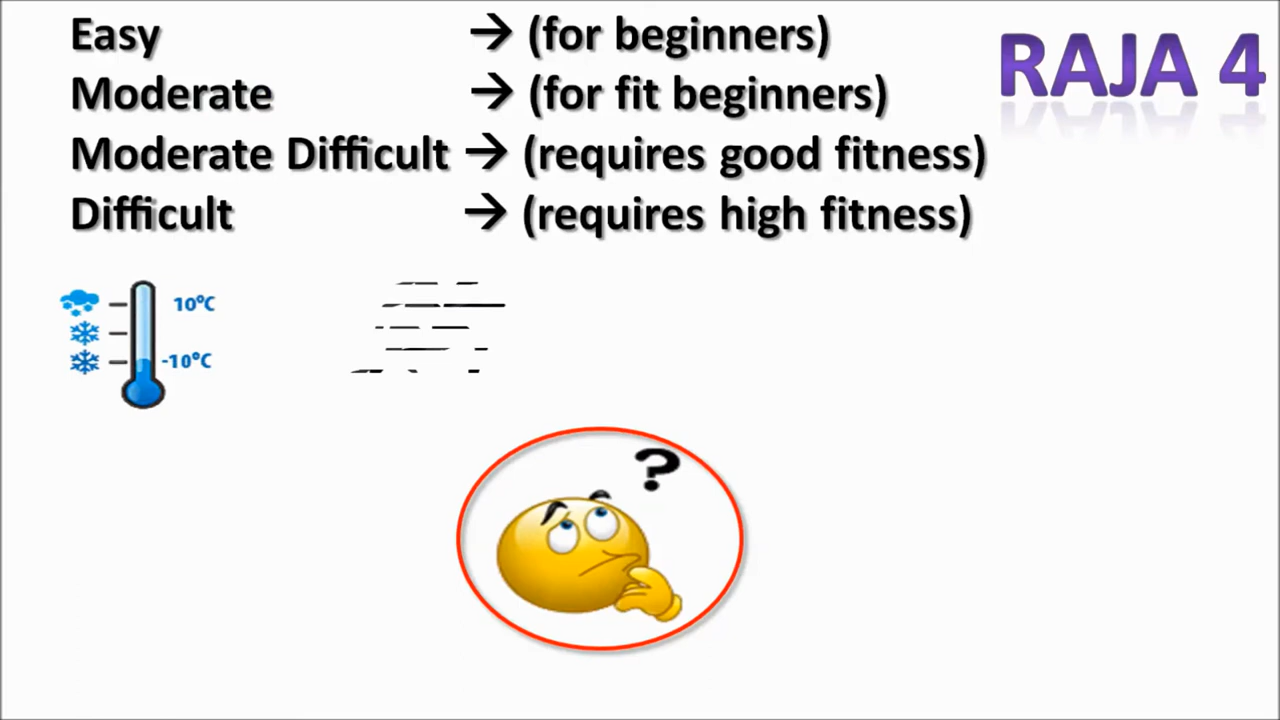 Easy → (for beginners)
RAJA 4
Moderate → (for fit beginners)
Moderate Difficult → (requires good fitness)
Difficult → (requires high fitness)
10°C
-10°C
?